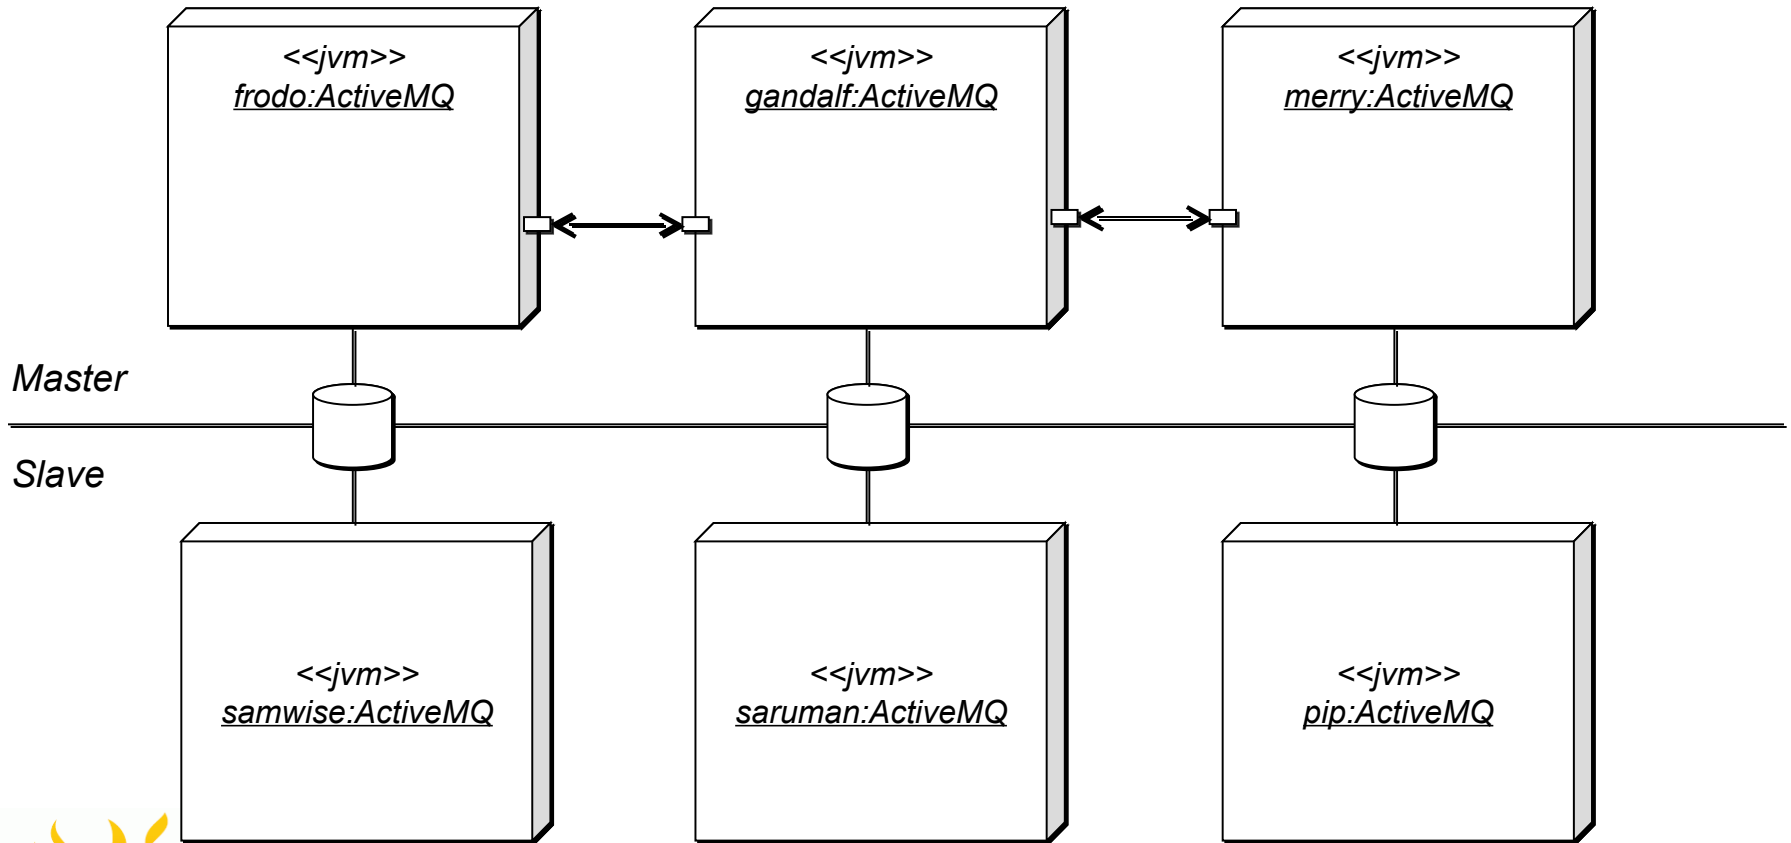 <<jvm>>
frodo:ActiveMQ
<<jvm>>
gandalf:ActiveMQ
<<jvm>>
merry:ActiveMQ
Master
Slave
<<jvm>>
samwise:ActiveMQ
<<jvm>>
saruman:ActiveMQ
<<jvm>>
pip:ActiveMQ